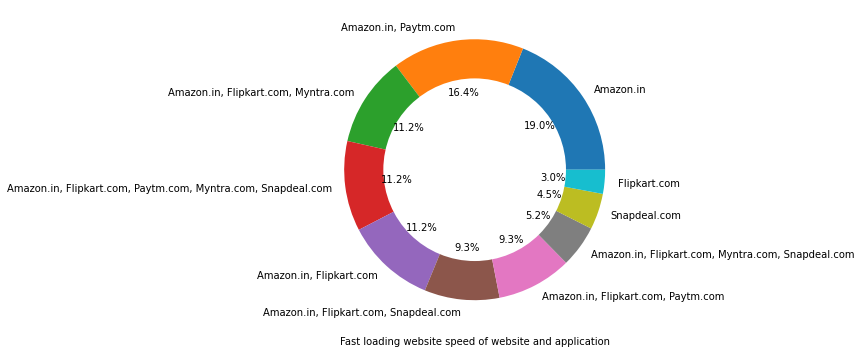 Amazon.in, Paytm.com
Amazon.in
16.4%
19.0%
Amazon.in, Flipkart.com, Myntra.com
11.2%
Amazon.in, Flipkart.com, Paytm.com, Myntra.com, Snapdeal.com
11.2%
3.0%
Flipkart.com
4.5%
Snapdeal.com
5.2%
Amazon.in, Flipkart.com, Myntra.com, Snapdeal.com
11.2%
9.3%
9.3%
Amazon.in, Flipkart.com
Amazon.in, Flipkart.com, Paytm.com
Amazon.in, Flipkart.com, Snapdeal.com
Fast loading website speed of website and application